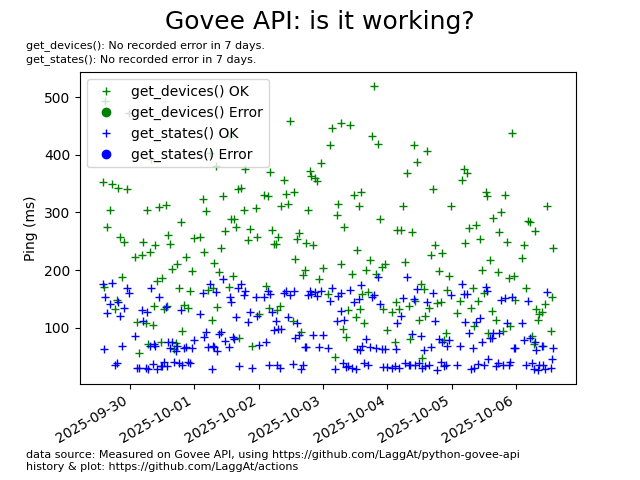 Govee API: is it working?
get_devices(): No recorded error in 7 days.
get_states(): No recorded error in 7 days.
get_devices() OK
get_devices() Error
get_states() OK
get_states() Error
Ping (ms)
500
400
300
200
100
2025-09-30
2025-10-01
2025-10-02
2025-10-03
2025-10-04
2025-10-05
2025-10-06
data source: Measured on Govee API, using https://github.com/LaggAt/python-govee-api
history & plot: https://github.com/LaggAt/actions